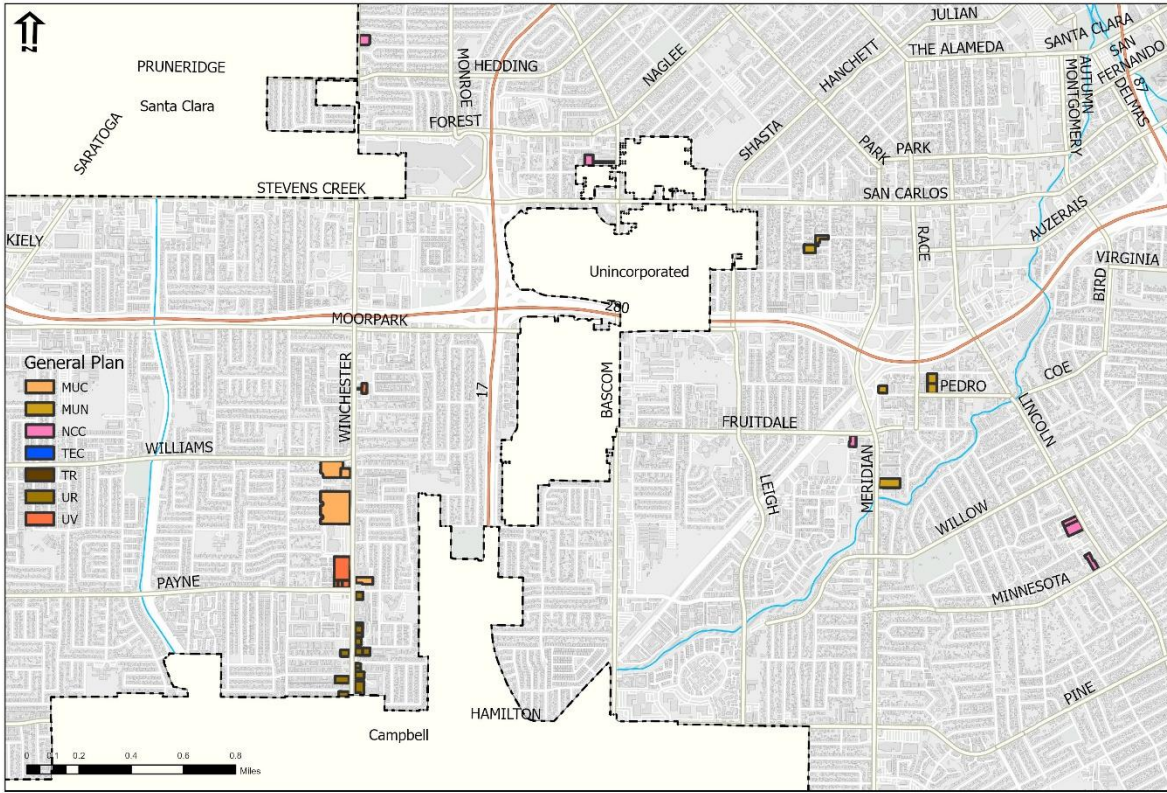 JULIAN
SANTA CLARA
THE ALAMEDA
SAN
FERNANDO
N
PRUNERIDGE
MONROE
HEDDING
NAGLEE
HANCHETT
AUTUMN
MONTGOMERY
DELMAS
87
Santa Clara
FOREST
SARATOGA
SHASTA
PARK
PARK
STEVENS CREEK
SAN CARLOS
AUZERAIS
KIELY
RACE
BIRD
VIRGINIA
Unincorporated
280
MOORPARK
WINCHESTER
17
BASCOM
General Plan
MUC
MUN
NCC
TEC
TR
UR
UV
PEDRO
COE
LINCOLN
FRUITDALE
WILLIAMS
LEIGH
MERIDIAN
WILLOW
PAYNE
MINNESOTA
PINE
HAMILTON
Campbell
0 0.1 0.2 0.4 0.6 0.8
Miles